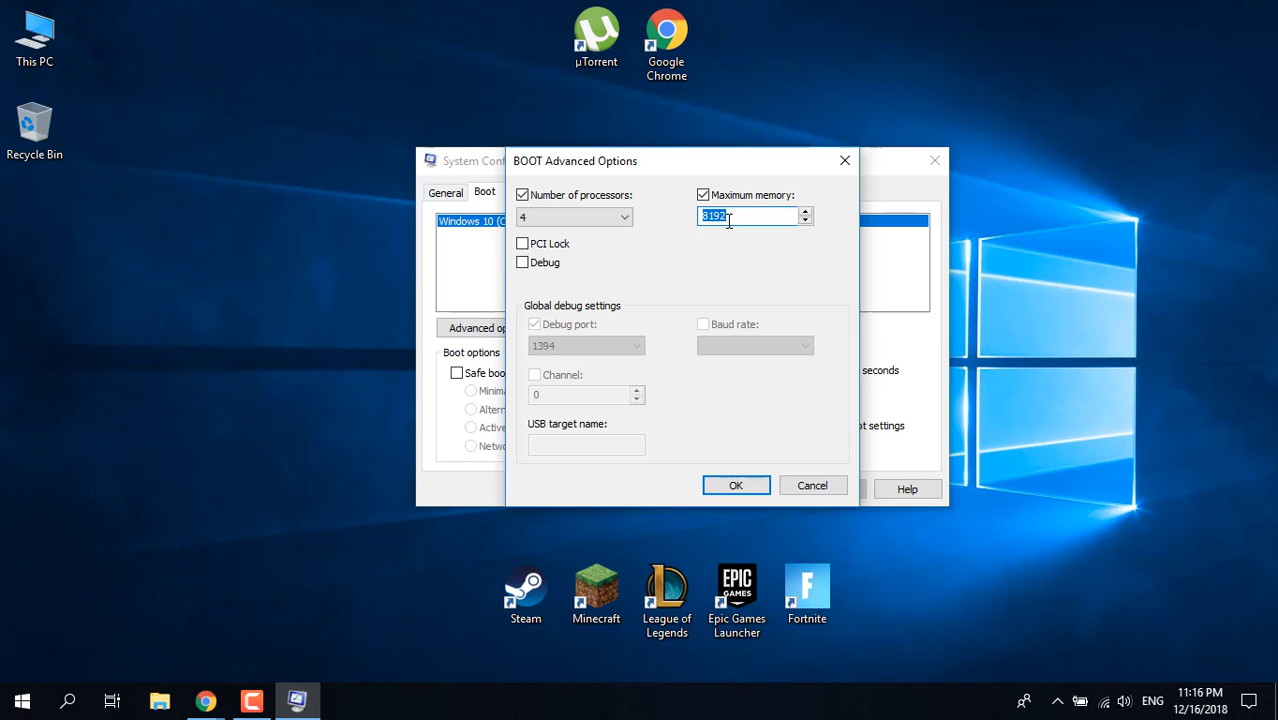 This PC
Recycle Bin
µTorrent
Google
Chrome
System Conf
BOOT Advanced Options
General
Boot
Windows 10 (C
Advanced op
Boot options
Safe boo
Minima
Altern
Active
Netwo
Number of processors:
4
Maximum memory:
8192
PCI Lock
Debug
Global debug settings
Debug port:
1394
Baud rate:
Channel:
0
USB target name:
OK
Cancel
seconds
ot settings
Help
Steam
Minecraft
League of
Legends
EPIC
GAMES
Epic Games
Launcher
F
Fortnite
ENG
11:16 PM
12/16/2018